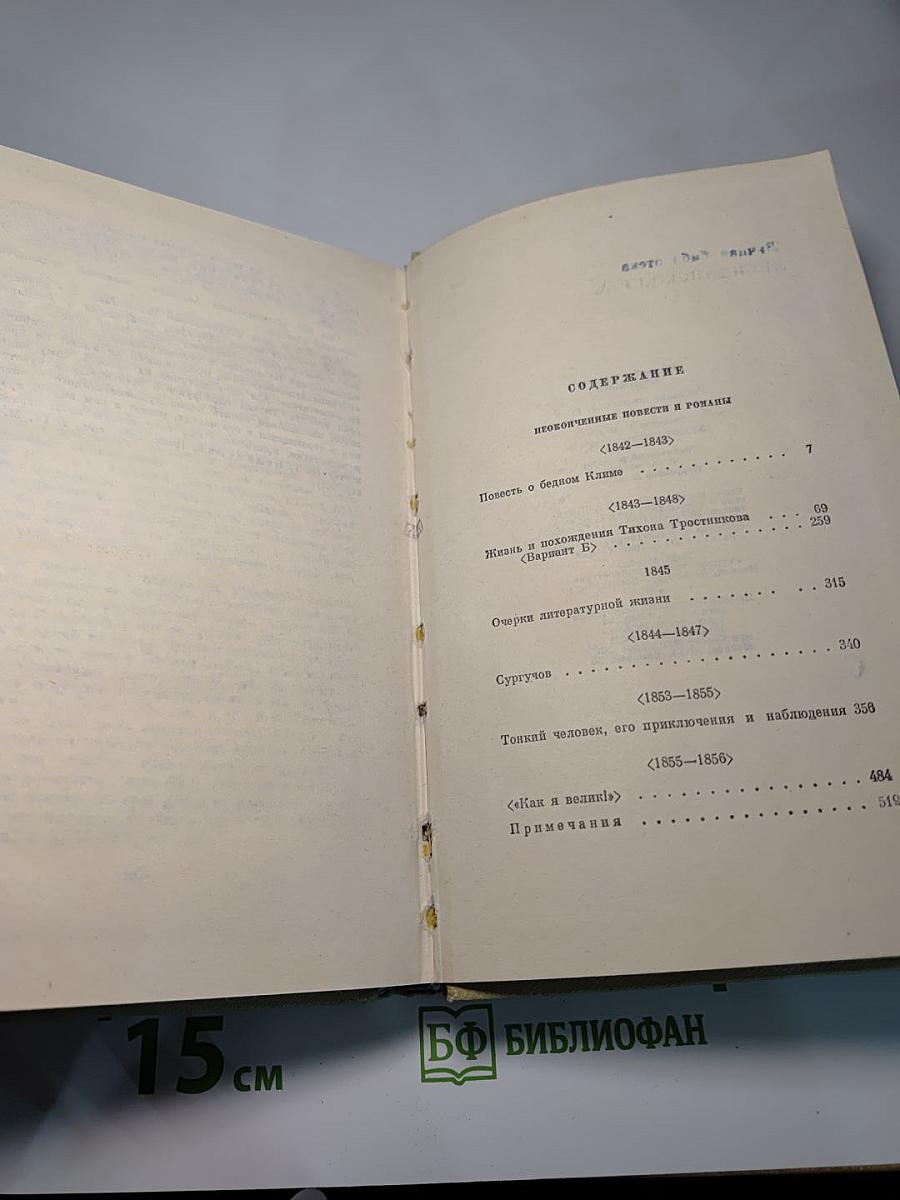 СОДЕРЖАНИЕ
НЕОКОНЧЕННЫЕ ПОВЕСТИ И РОМАНЫ
<1842—1843>
Повесть о бедном Климе . . . . . . . . . . . . 7
<1843—1848>
Жизнь и похождения Тихона Тростникова . . . 69
<Вариант Б> . . . . . . . . . . . . . . . 259
1845
Очерки литературной жизни . . . . . . . . . 315
<1844—1847>
Сургучов . . . . . . . . . . . . . . . . . . . . 340
<1853—1855>
Тонкий человек, его приключения и наблюдения 358
<1855—1856>
<«Как я велик!»> . . . . . . . . . . . . . . . 484
Примечания . . . . . . . . . . . . . . . 519
15 см
БФ БИБЛИОФАН